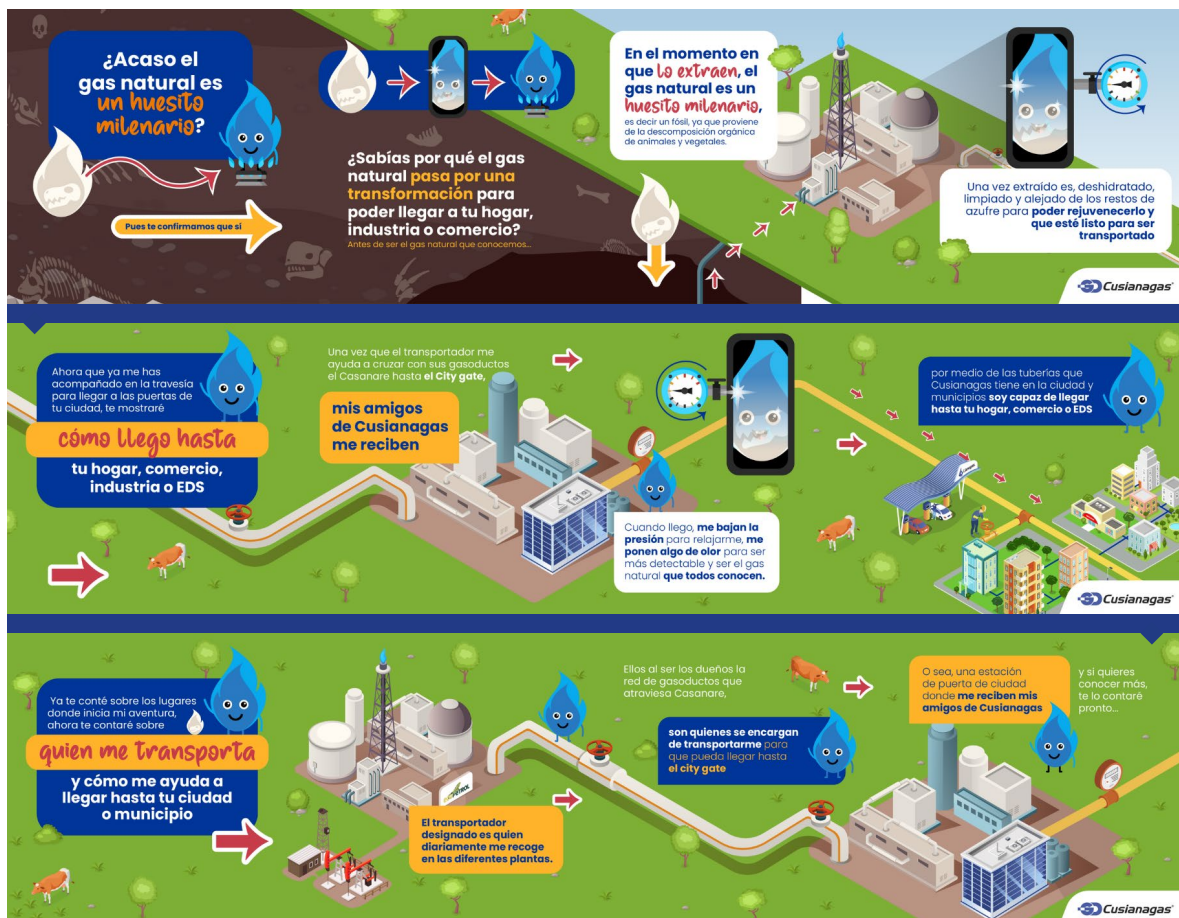 ¿Acaso el
gas natural es
un huesito
milenario?
Pues te confirmamos que si
¿Sabías por qué el gas
natural pasa por una
transformación para
poder llegar a tu hogar,
industria o comercio?
Antes de ser el gas natural que conocemos...
En el momento en
que lo extraen, el
gas natural es un
huesito milenario,
es decir un fósil, ya que proviene
de la descomposición orgánica
de animales y vegetales.
Una vez extraído es, deshidratado,
limpiado y alejado de los restos de
azufre para poder rejuvenecerlo y
que esté listo para ser
transportado
Cusianagas
Ahora que ya me has
acompañado en la travesía
para llegar a las puertas de
tu ciudad, te mostraré
cómo llego hasta
tu hogar, comercio,
industria o EDS
Una vez que el transportador me
ayuda a cruzar con sus gasoductos
el Casanare hasta el City gate,
mis amigos
de Cusianagas
me reciben
Cuando llego, me bajan la
presión para relajarme, me
ponen algo de olor para ser
más detectable y ser el gas
natural que todos conocen.
por medio de las tuberías que
Cusianagas tiene en la ciudad y
municipios soy capaz de llegar
hasta tu hogar, comercio o EDS
Cusianagas
Ya te conté sobre los lugares
donde inicia mi aventura,
ahora te contaré sobre
quien me transporta
y cómo me ayuda a
llegar hasta tu ciudad
o municipio
ECOPETROL
El transportador
designado es quien
diariamente me recoge
en las diferentes plantas.
Ellos al ser los dueños la
red de gasoductos que
atraviesa Casanare,
son quienes se encargan
de transportarme para
que pueda llegar hasta
el city gate
O sea, una estación
de puerta de ciudad
donde me reciben mis
amigos de Cusianagas
y si quieres
conocer más,
te lo contaré
pronto...
Cusianagas